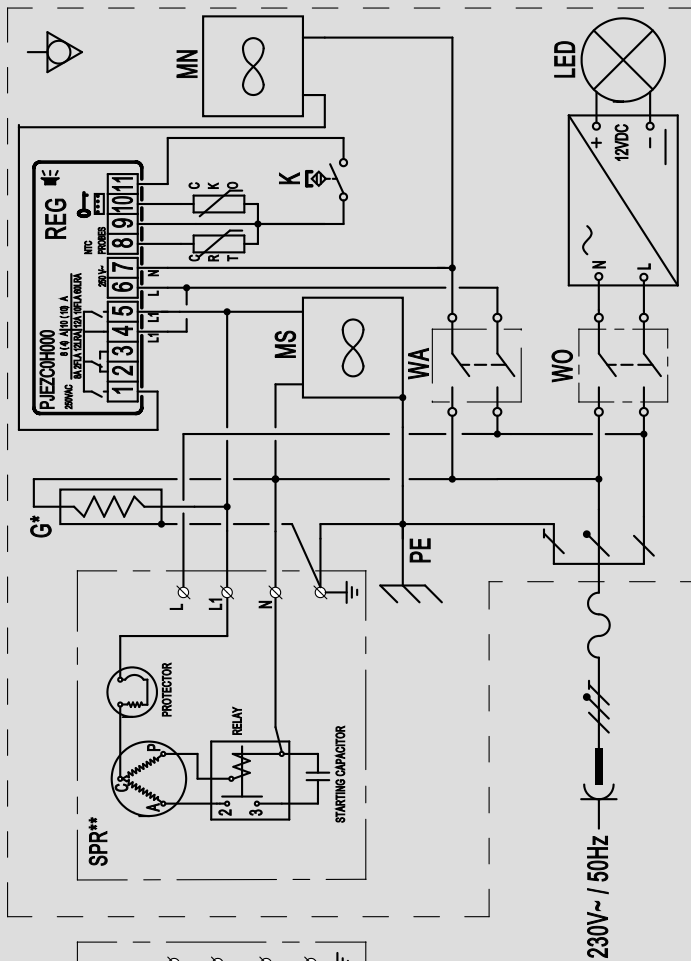 MN
LED
+
12VDC
−
N
L
REG
PJEZC0H000
250VAC
8 (4) A 10 (10) A
8A 2FLA 12LRA 12A 10FLA 60LRA
250 V~
NTC
PROBES
1
2
3
4
5
6
7
8
9
10
11
L1
L1
L
N
C R T
C K O
K
MS
WA
WO
G*
PE
L
L1
N
SPR**
PROTECTOR
C
P
A
RELAY
2
3
STARTING CAPACITOR
230V~ / 50Hz